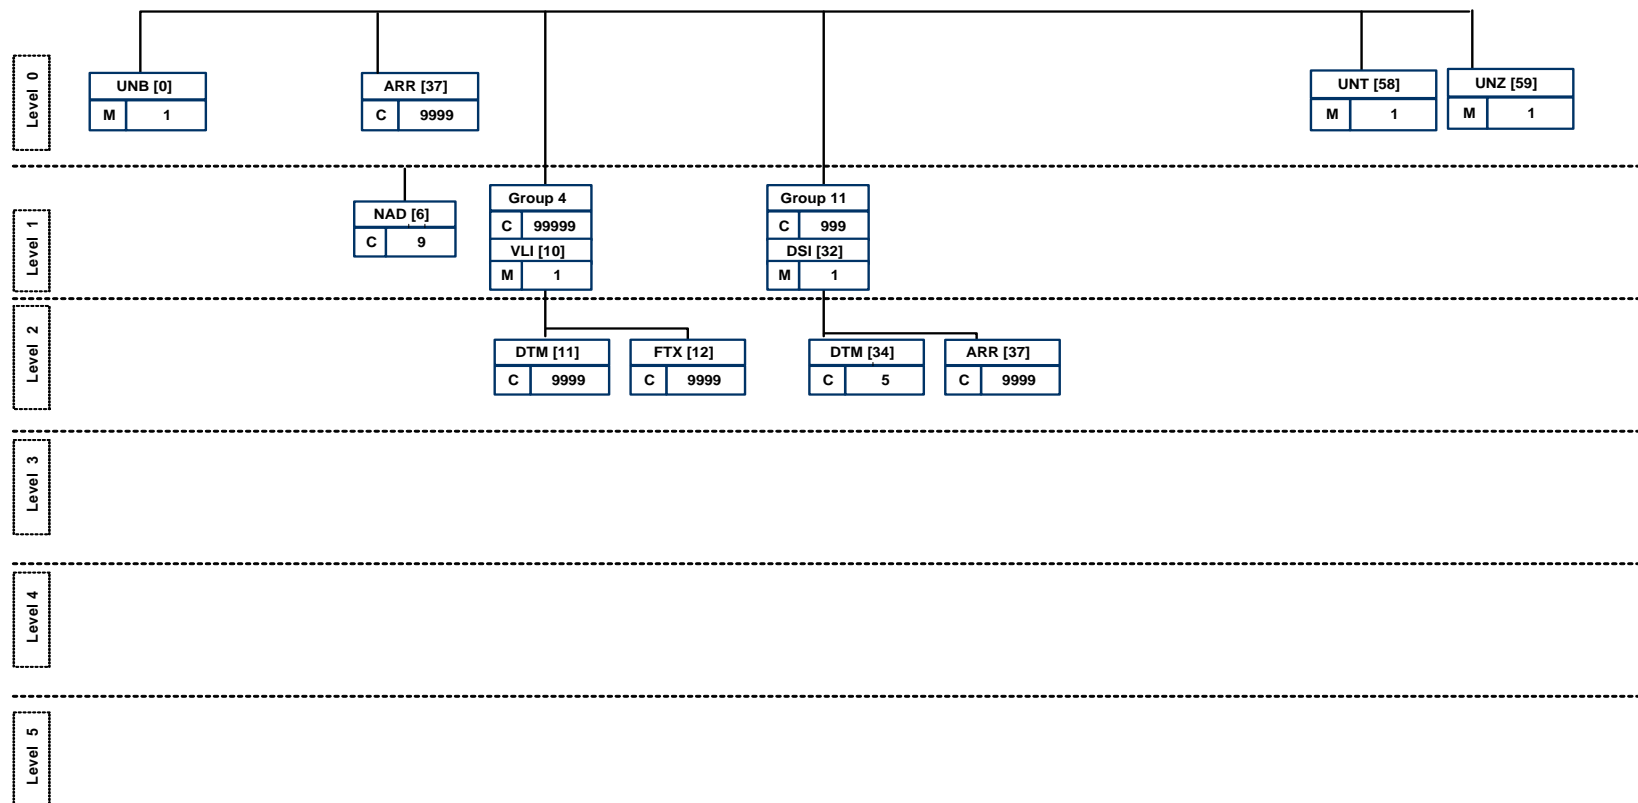 Level 0
UNB [0]
M 1
ARR [37]
C 9999
UNT [58]
M 1
UNZ [59]
M 1
Level 1
NAD [6]
C 9
Group 4
C 99999
VLI [10]
M 1
Group 11
C 999
DSI [32]
M 1
Level 2
DTM [11]
C 9999
FTX [12]
C 9999
DTM [34]
C 5
ARR [37]
C 9999
Level 3
Level 4
Level 5